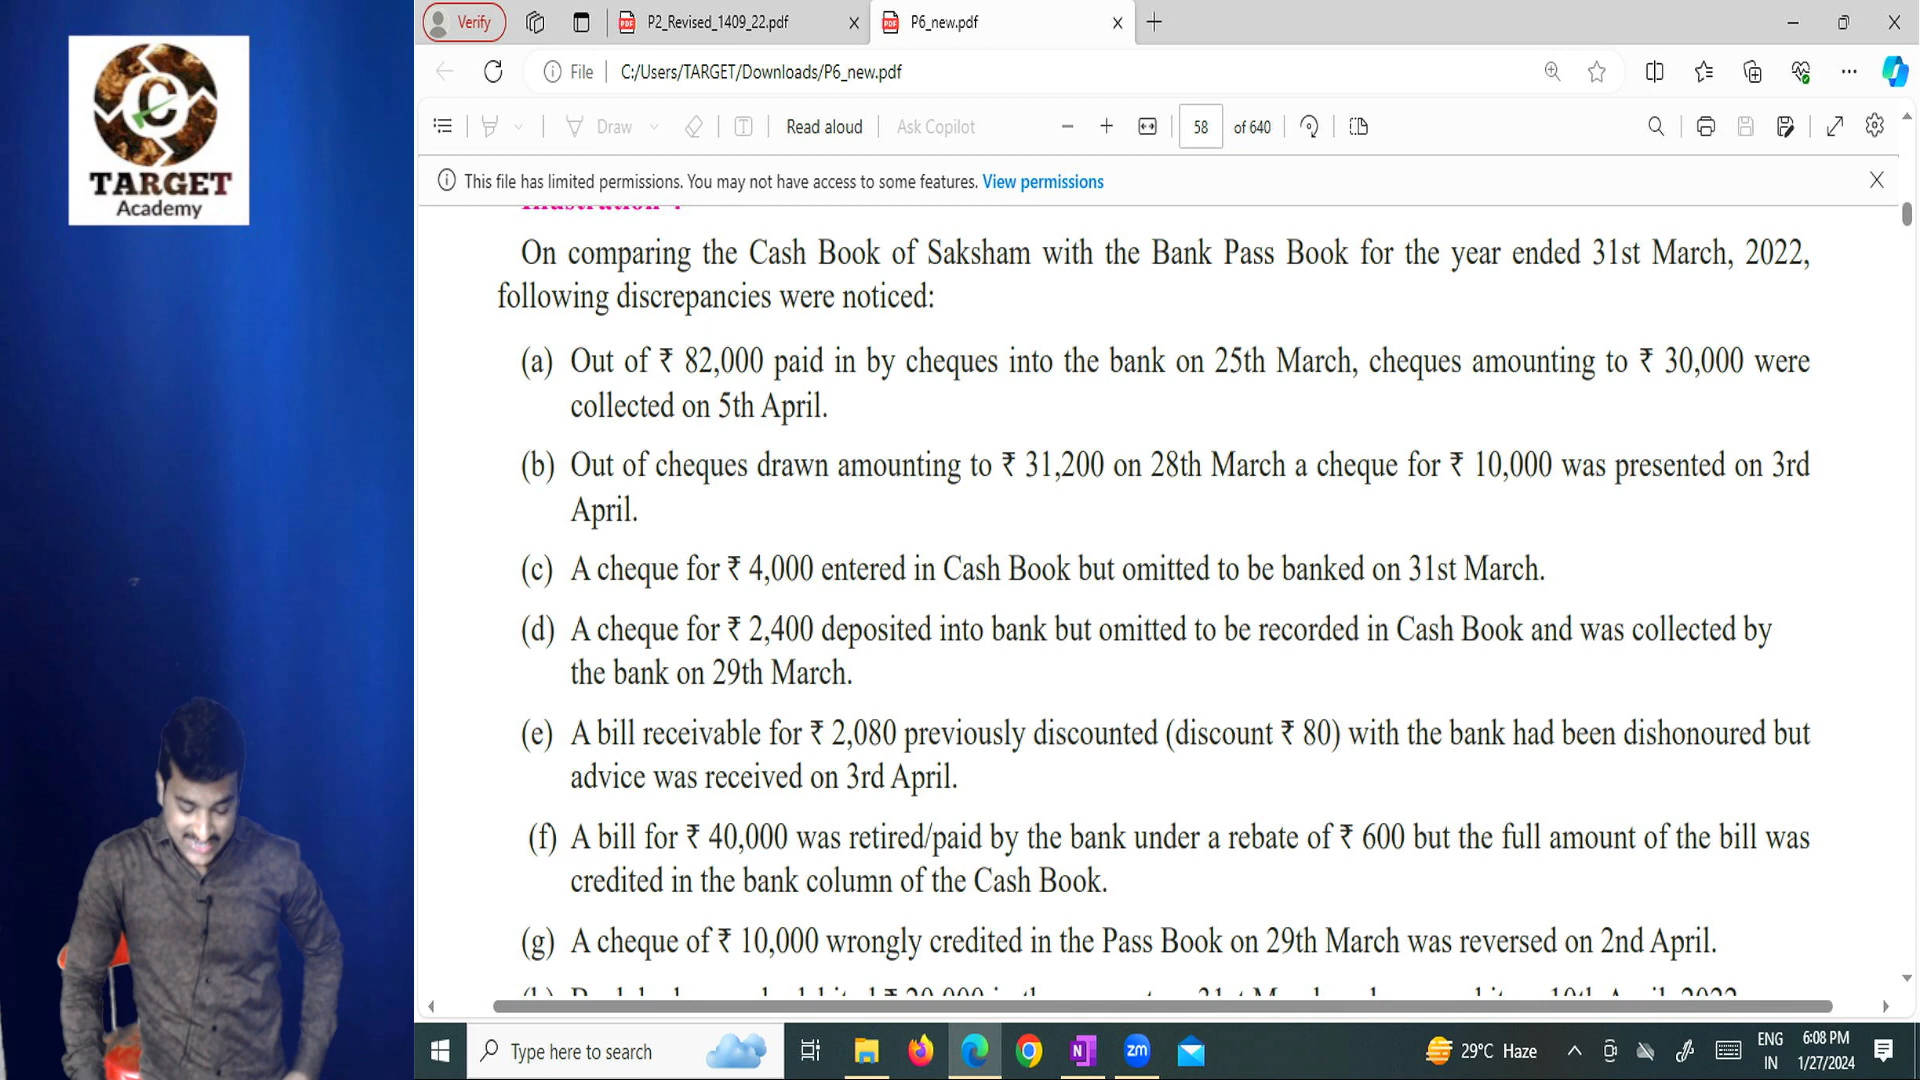 TARGET
Academy
Verify
P2_Revised_1409_22.pdf
P6_new.pdf
File
C:/Users/TARGET/Downloads/P6_new.pdf
Draw
Read aloud
Ask Copilot
58
of 640
This file has limited permissions. You may not have access to some features. View permissions
On comparing the Cash Book of Saksham with the Bank Pass Book for the year ended 31st March, 2022,
following discrepancies were noticed:
(a) Out of ₹ 82,000 paid in by cheques into the bank on 25th March, cheques amounting to ₹ 30,000 were
collected on 5th April.
(b) Out of cheques drawn amounting to ₹ 31,200 on 28th March a cheque for ₹ 10,000 was presented on 3rd
April.
(c) A cheque for ₹ 4,000 entered in Cash Book but omitted to be banked on 31st March.
(d) A cheque for ₹ 2,400 deposited into bank but omitted to be recorded in Cash Book and was collected by
the bank on 29th March.
(e) A bill receivable for ₹ 2,080 previously discounted (discount ₹ 80) with the bank had been dishonoured but
advice was received on 3rd April.
(f) A bill for ₹ 40,000 was retired/paid by the bank under a rebate of ₹ 600 but the full amount of the bill was
credited in the bank column of the Cash Book.
(g) A cheque of ₹ 10,000 wrongly credited in the Pass Book on 29th March was reversed on 2nd April.
Type here to search
zm
29°C Haze
ENG
IN
6:08 PM
1/27/2024